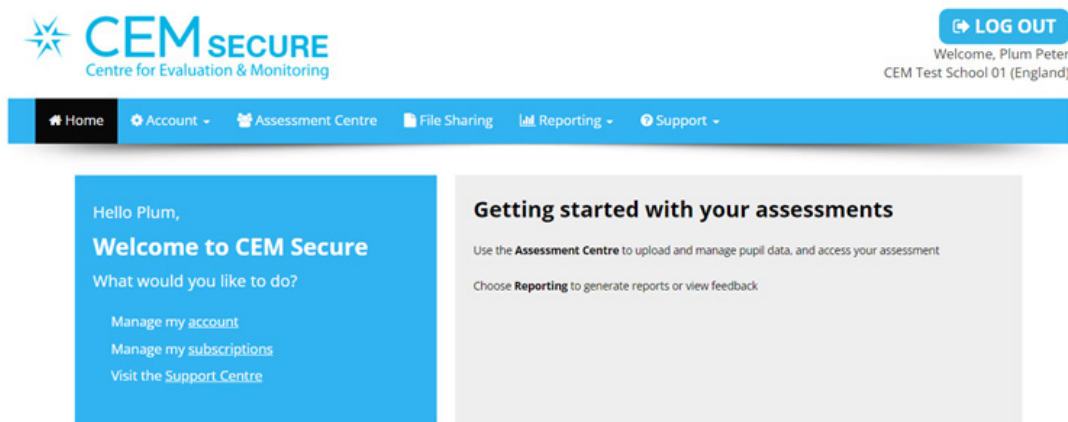 CEM SECURE
Centre for Evaluation & Monitoring
LOG OUT
Welcome, Plum Peter
CEM Test School 01 (England)
Home Account Assessment Centre File Sharing Reporting Support
Hello Plum,
Welcome to CEM Secure
What would you like to do?
Manage my account
Manage my subscriptions
Visit the Support Centre
Getting started with your assessments
Use the Assessment Centre to upload and manage pupil data, and access your assessment
Choose Reporting to generate reports or view feedback